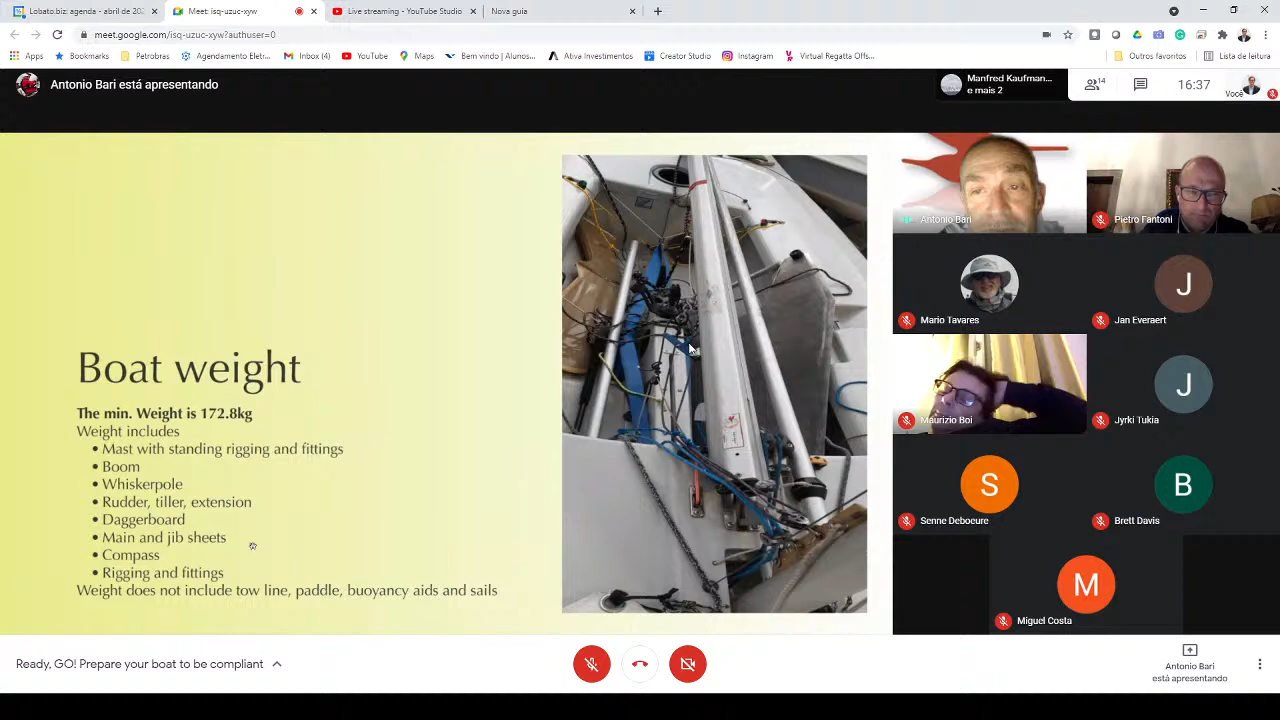 Lobato.biz: agenda - abril de 202
Meet: isq-uzuc-xyw
Live streaming - YouTube Studio
Nova guia
meet.google.com/isq-uzuc-xyw?authuser=0
Apps
Bookmarks
Petrobras
Agendamento Eletr...
Inbox (4)
YouTube
Maps
Bem vindo | Alunos...
Ativa Investimentos
Creator Studio
Instagram
Virtual Regatta Offs...
Outros favoritos
Lista de leitura
Antonio Bari está apresentando
Manfred Kaufman...
e mais 2
14
16:37
Você
Boat weight
The min. Weight is 172.8kg
Weight includes
• Mast with standing rigging and fittings
• Boom
• Whiskerpole
• Rudder, tiller, extension
• Daggerboard
• Main and jib sheets
• Compass
• Rigging and fittings
Weight does not include tow line, paddle, buoyancy aids and sails
Antonio Bari
Pietro Fantoni
Mario Tavares
J
Jan Everaert
Maurizio Boi
J
Jyrki Tukia
S
Senne Deboeure
B
Brett Davis
M
Miguel Costa
Ready, GO! Prepare your boat to be compliant
Antonio Bari
está apresentando